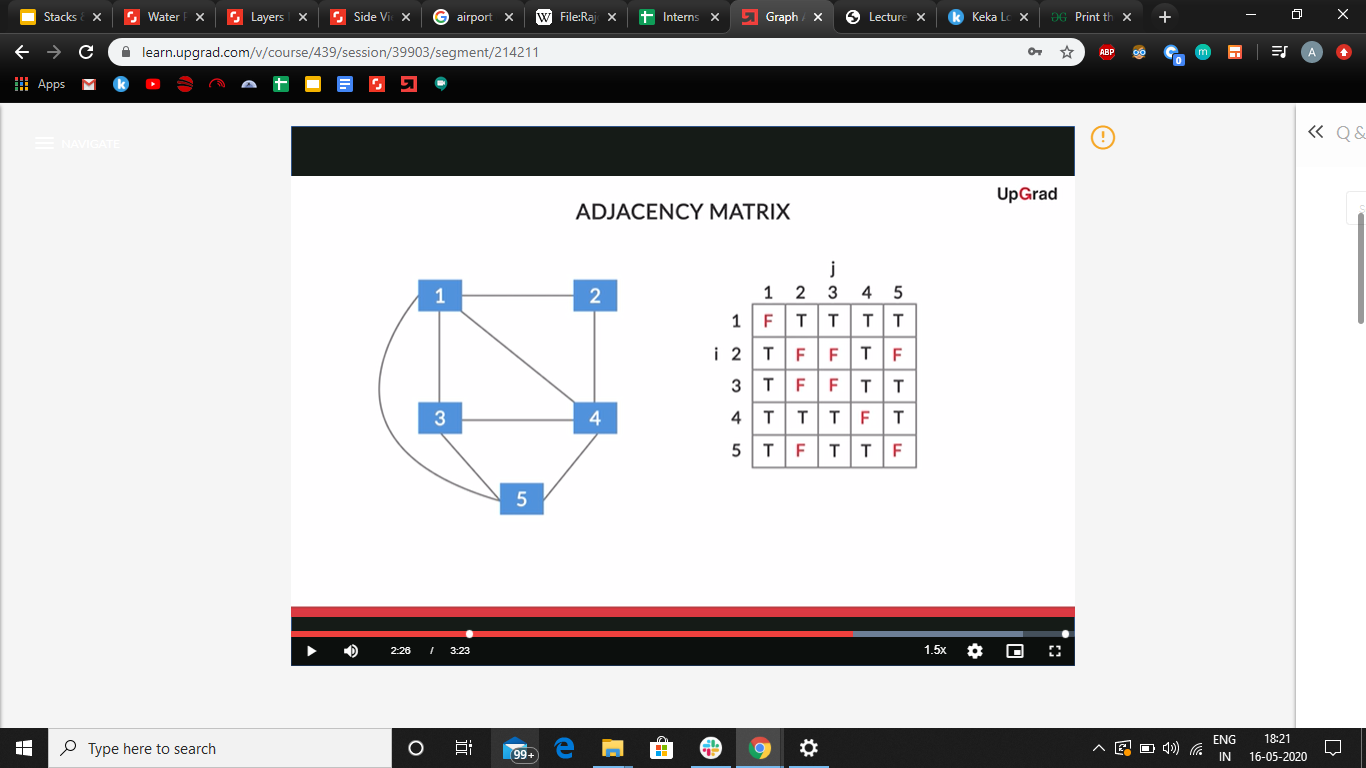 Stacks &
Water P
Layers
Side Vie
airport
File:Raj
Interns
Graph A
Lecture
Keka Lo
Print th
learn.upgrad.com/v/course/439/session/39903/segment/214211
ABP
0
m
A
Apps
NAVIGATE
Q &
UpGrad
ADJACENCY MATRIX
1 2
3 4
5
j
1 2 3 4 5
1 F T T T T
i 2 T F F T F
3 T F F T T
4 T T T F T
5 T F T T F
2:26 / 3:23
1.5x
Type here to search
99+
ENG
IN
18:21
16-05-2020